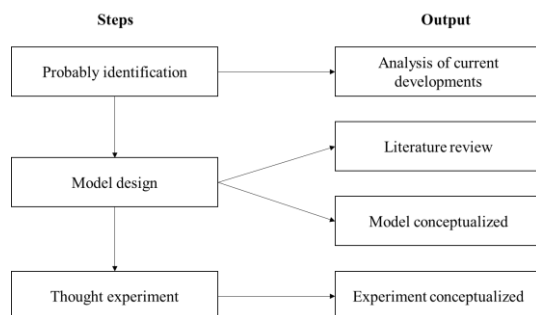 Steps
Output
Probably identification
Analysis of current
developments
Literature review
Model design
Model conceptualized
Thought experiment
Experiment conceptualized